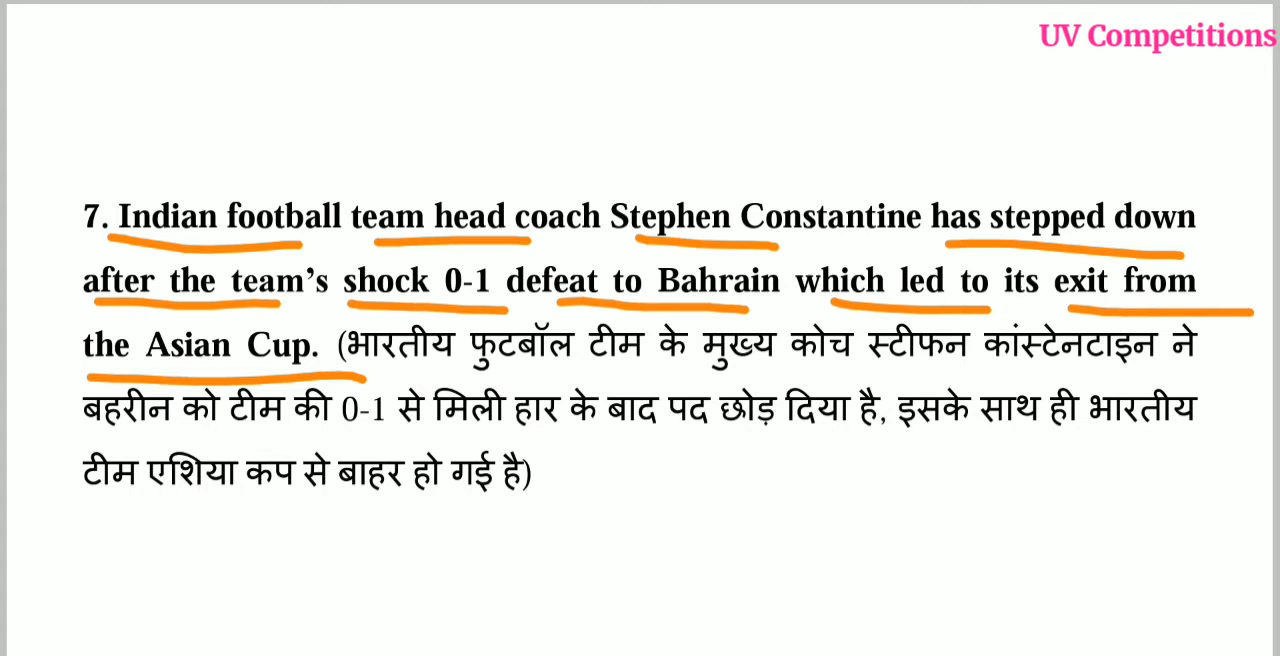 UV Competitions
7. Indian football team head coach Stephen Constantine has stepped down
after the team’s shock 0-1 defeat to Bahrain which led to its exit from
the Asian Cup. (भारतीय फुटबॉल टीम के मुख्य कोच स्टीफन कांस्टेनटाइन ने
बहरीन को टीम की 0-1 से मिली हार के बाद पद छोड़ दिया है, इसके साथ ही भारतीय
टीम एशिया कप से बाहर हो गई है)